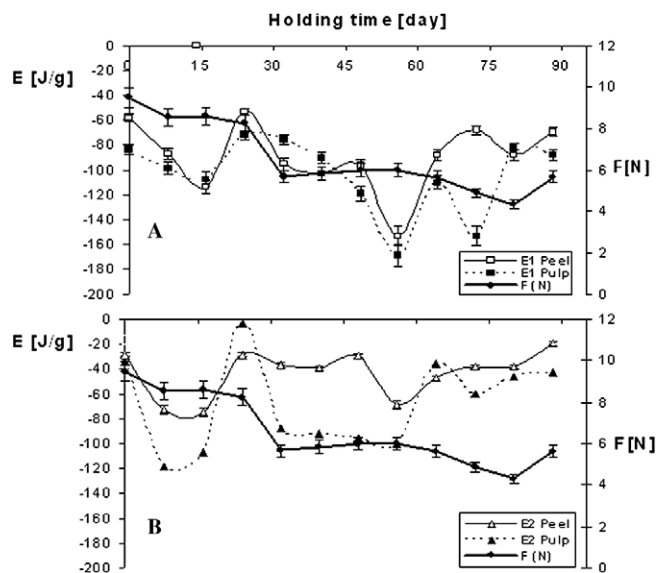 Holding time [day]
E [J/g]
F[N]
0 15 30 45 60 75 90
0
-20
-40
-60
-80
-100
-120
-140
-160
-180
-200
12
10
8
6
4
2
0
A
E1 Peel
E1 Pulp
F (N)
E [J/g]
F[N]
0
-20
-40
-60
-80
-100
-120
-140
-160
-180
-200
12
10
8
6
4
2
0
B
E2 Peel
E2 Pulp
F (N)